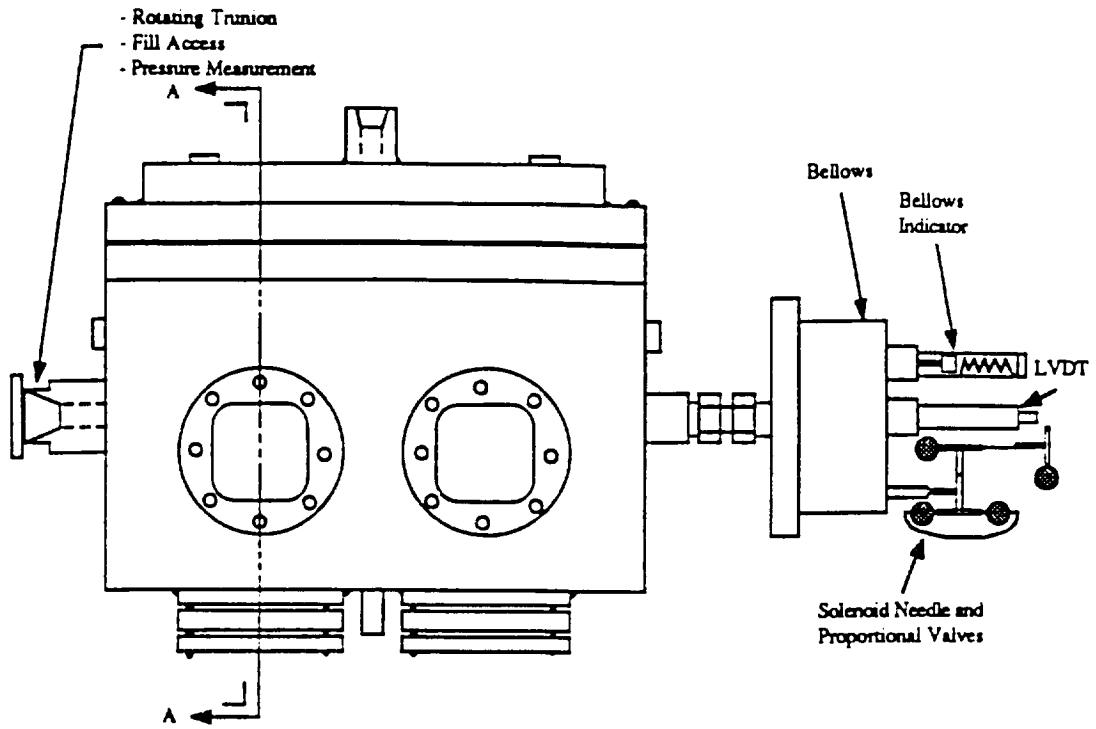 - Rotating Trunion
- Fill Access
- Pressure Measurement
A
Bellows
Bellows
Indicator
LVDT
Solenoid Needle and
Proportional Valves
A